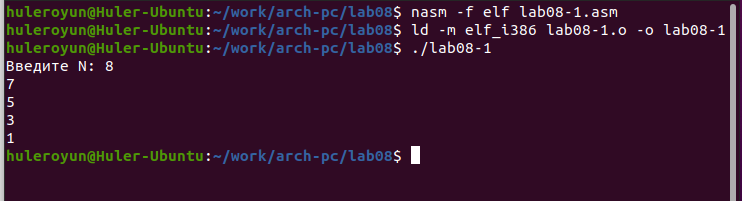 huleroyun@Huler-Ubuntu:~/work/arch-pc/lab08$ nasm -f elf lab08-1.asm
huleroyun@Huler-Ubuntu:~/work/arch-pc/lab08$ ld -m elf_i386 lab08-1.o -o lab08-1
huleroyun@Huler-Ubuntu:~/work/arch-pc/lab08$ ./lab08-1
Введите N: 8
7
5
3
1
huleroyun@Huler-Ubuntu:~/work/arch-pc/lab08$